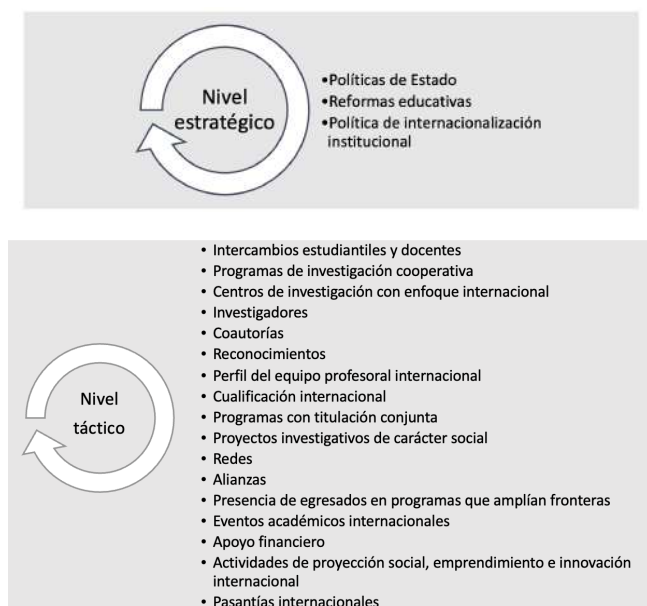 Nivel
estratégico
•Políticas de Estado
•Reformas educativas
•Política de internacionalización
institucional
Nivel
táctico
• Intercambios estudiantiles y docentes
• Programas de investigación cooperativa
• Centros de investigación con enfoque internacional
• Investigadores
• Coautorías
• Reconocimientos
• Perfil del equipo profesoral internacional
• Cualificación internacional
• Programas con titulación conjunta
• Proyectos investigativos de carácter social
• Redes
• Alianzas
• Presencia de egresados en programas que amplían fronteras
• Eventos académicos internacionales
• Apoyo financiero
• Actividades de proyección social, emprendimiento e innovación
internacional
• Pasantías internacionales